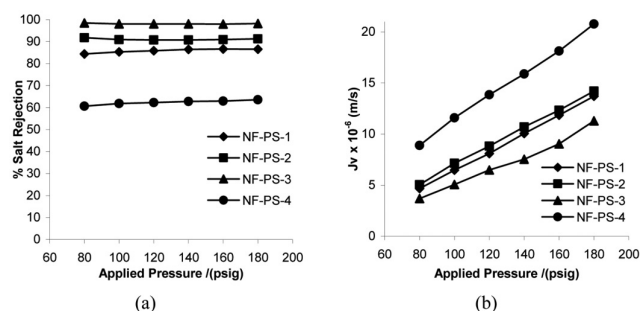 100
90
80
70
60
50
40
30
20
10
0
% Salt Rejection
NF-PS-1
NF-PS-2
NF-PS-3
NF-PS-4
60 80 100 120 140 160 180 200
Applied Pressure /(psig)
(a)
20
15
10
5
0
Jv x 10-6 (m/s)
NF-PS-1
NF-PS-2
NF-PS-3
NF-PS-4
60 80 100 120 140 160 180 200
Applied Pressure /(psig)
(b)